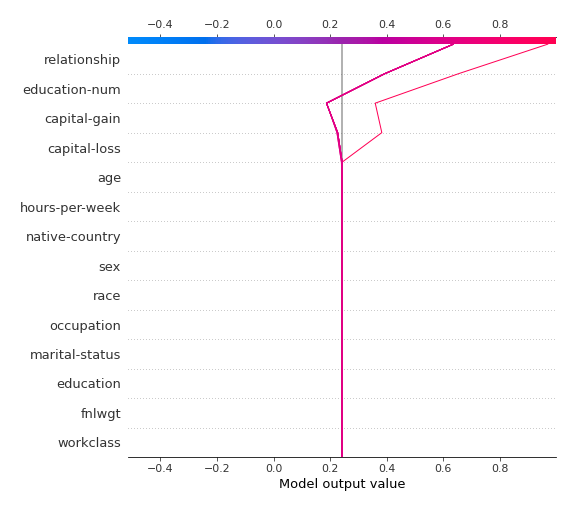 −0.4 −0.2 0.0 0.2 0.4 0.6 0.8
relationship
education-num
capital-gain
capital-loss
age
hours-per-week
native-country
sex
race
occupation
marital-status
education
fnlwgt
workclass
−0.4 −0.2 0.0 0.2 0.4 0.6 0.8
Model output value